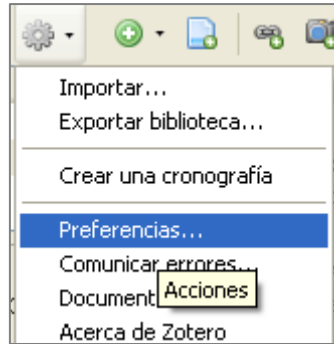 Importar...
Exportar biblioteca...
Crear una cronografía
Preferencias...
Comunicar errores...
Document
Acciones
Acerca de Zotero